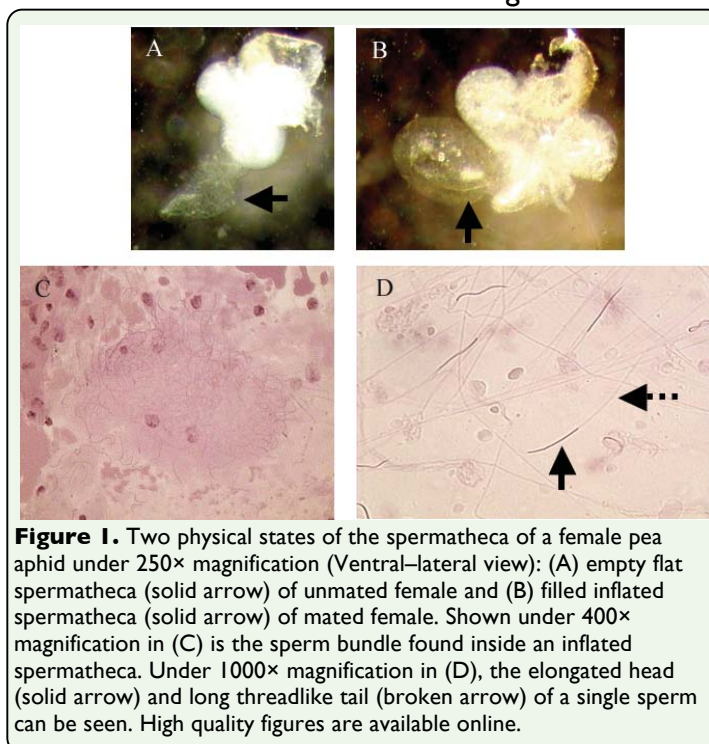 A
B
C
D
Figure 1. Two physical states of the spermatheca of a female pea
aphid under 250× magnification (Ventral–lateral view): (A) empty flat
spermatheca (solid arrow) of unmated female and (B) filled inflated
spermatheca (solid arrow) of mated female. Shown under 400×
magnification in (C) is the sperm bundle found inside an inflated
spermatheca. Under 1000× magnification in (D), the elongated head
(solid arrow) and long threadlike tail (broken arrow) of a single sperm
can be seen. High quality figures are available online.